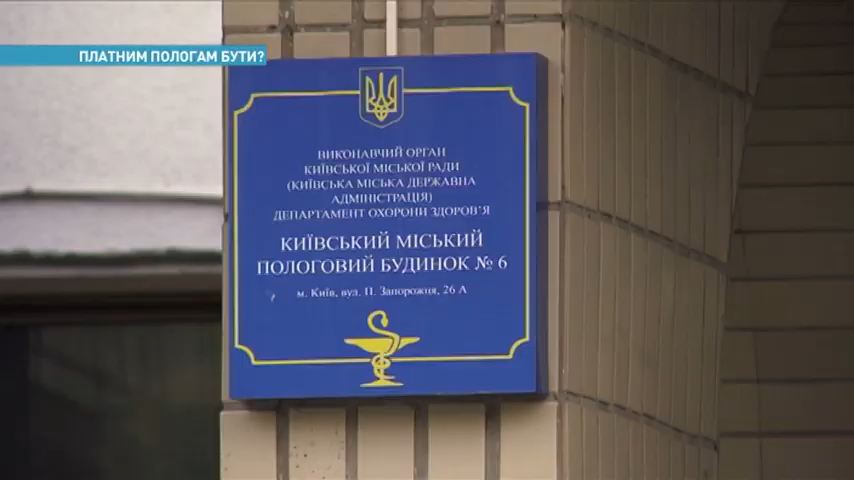 ПЛАТНИМ ПОЛОГАМ БУТИ?
ВИКОНАВЧИЙ ОРГАН
КИЇВСЬКОЇ МІСЬКОЇ РАДИ
(КИЇВСЬКА МІСЬКА ДЕРЖАВНА
АДМІНІСТРАЦІЯ)
ДЕПАРТАМЕНТ ОХОРОНИ ЗДОРОВ'Я
КИЇВСЬКИЙ МІСЬКИЙ
ПОЛОГОВИЙ БУДИНОК № 6
м. Київ, вул. П. Запорожця, 26 А